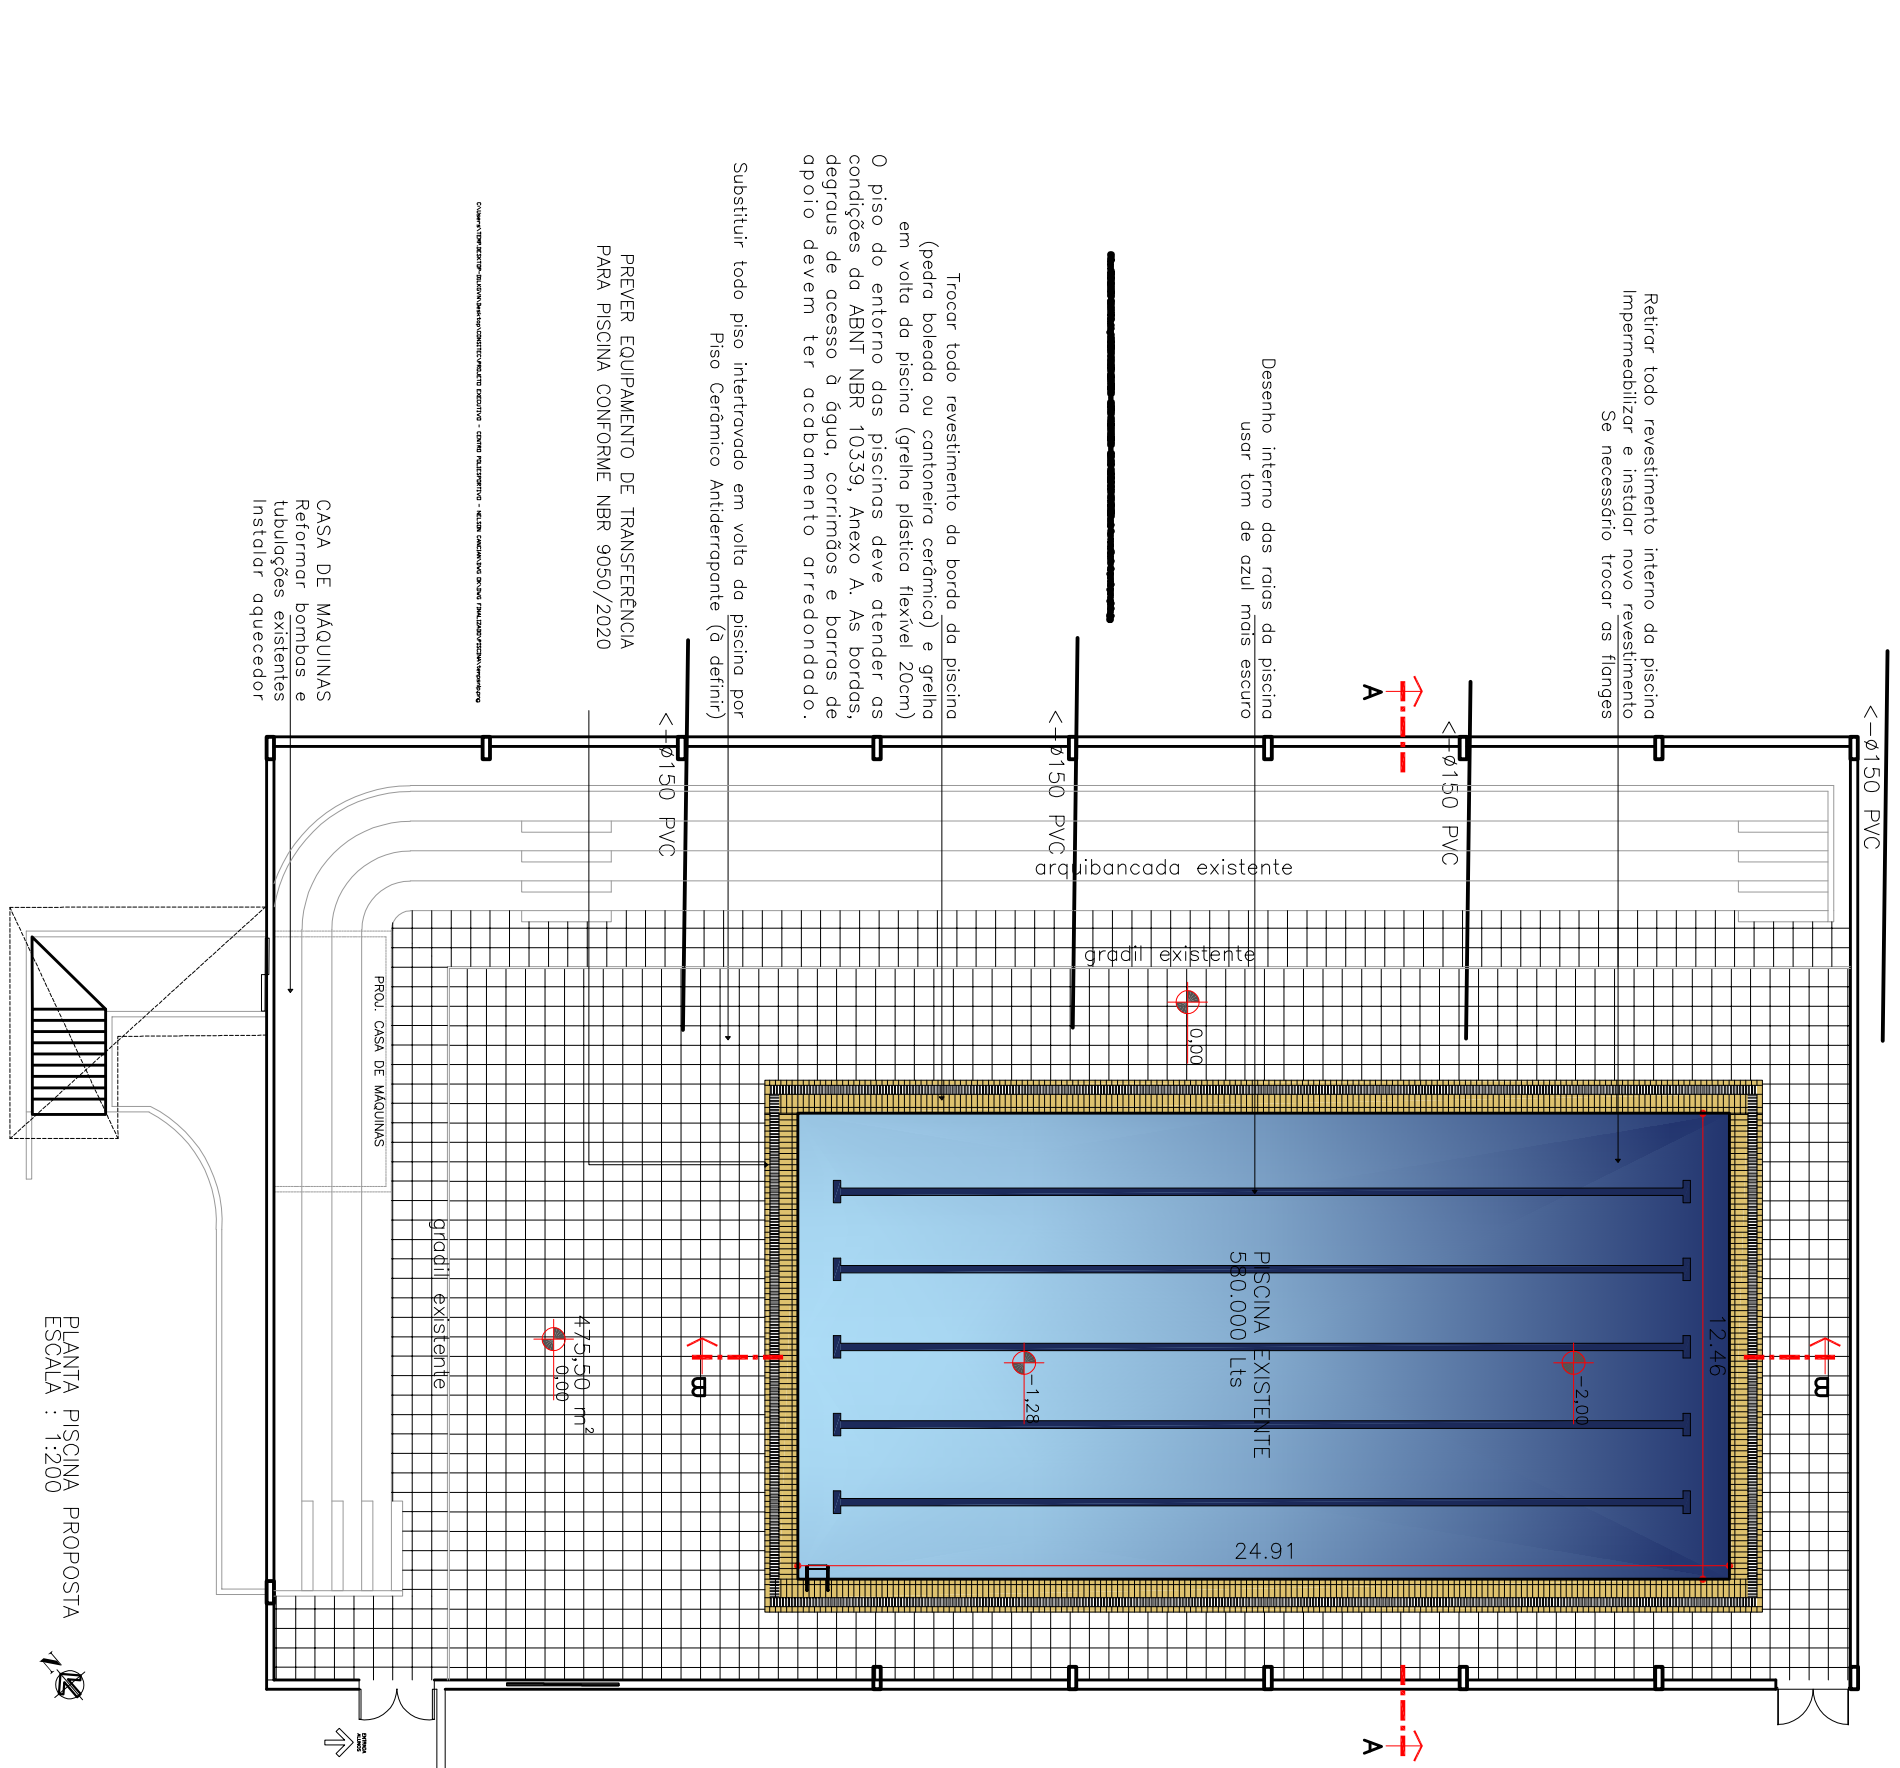 Retirar todo revestimento interno da piscina
Impermeabilizar e instalar novo revestimento
Se necessário trocar as flanges
Desenho interno das raias da piscina
usar tom de azul mais escuro
Trocar todo revestimento da borda da piscina
(pedra boleada ou cantoneira cerâmica) e grelha
em volta da piscina (grelha plástica flexível 20cm)
O piso do entorno das piscinas deve atender as
condições da ABNT NBR 10339, Anexo A. As bordas,
degraus de acesso à água, corrimãos e barras de
apoio devem ter acabamento arredondado.
Substituir todo piso intertravado em volta da piscina por
Piso Cerâmico Antiderrapante (à definir)
PREVER EQUIPAMENTO DE TRANSFERÊNCIA
PARA PISCINA CONFORME NBR 9050/2020
CASA DE MÁQUINAS
Reformar bombas e
tubulações existentes
Instalar aquecedor
<-ø150 PVC
<-ø150 PVC
<-ø150 PVC
<-ø150 PVC
A
arquibancada existente
gradil existente
0,00
PROJ. CASA DE MÁQUINAS
gradil existente
PISCINA EXISTENTE
580.000 Lts
12.46
24.91
-2,00
-1,28
B
B
475,50 m²
0,00
A
PLANTA PISCINA PROPOSTA
ESCALA : 1:200
N
ENTRADA
ALUNOS